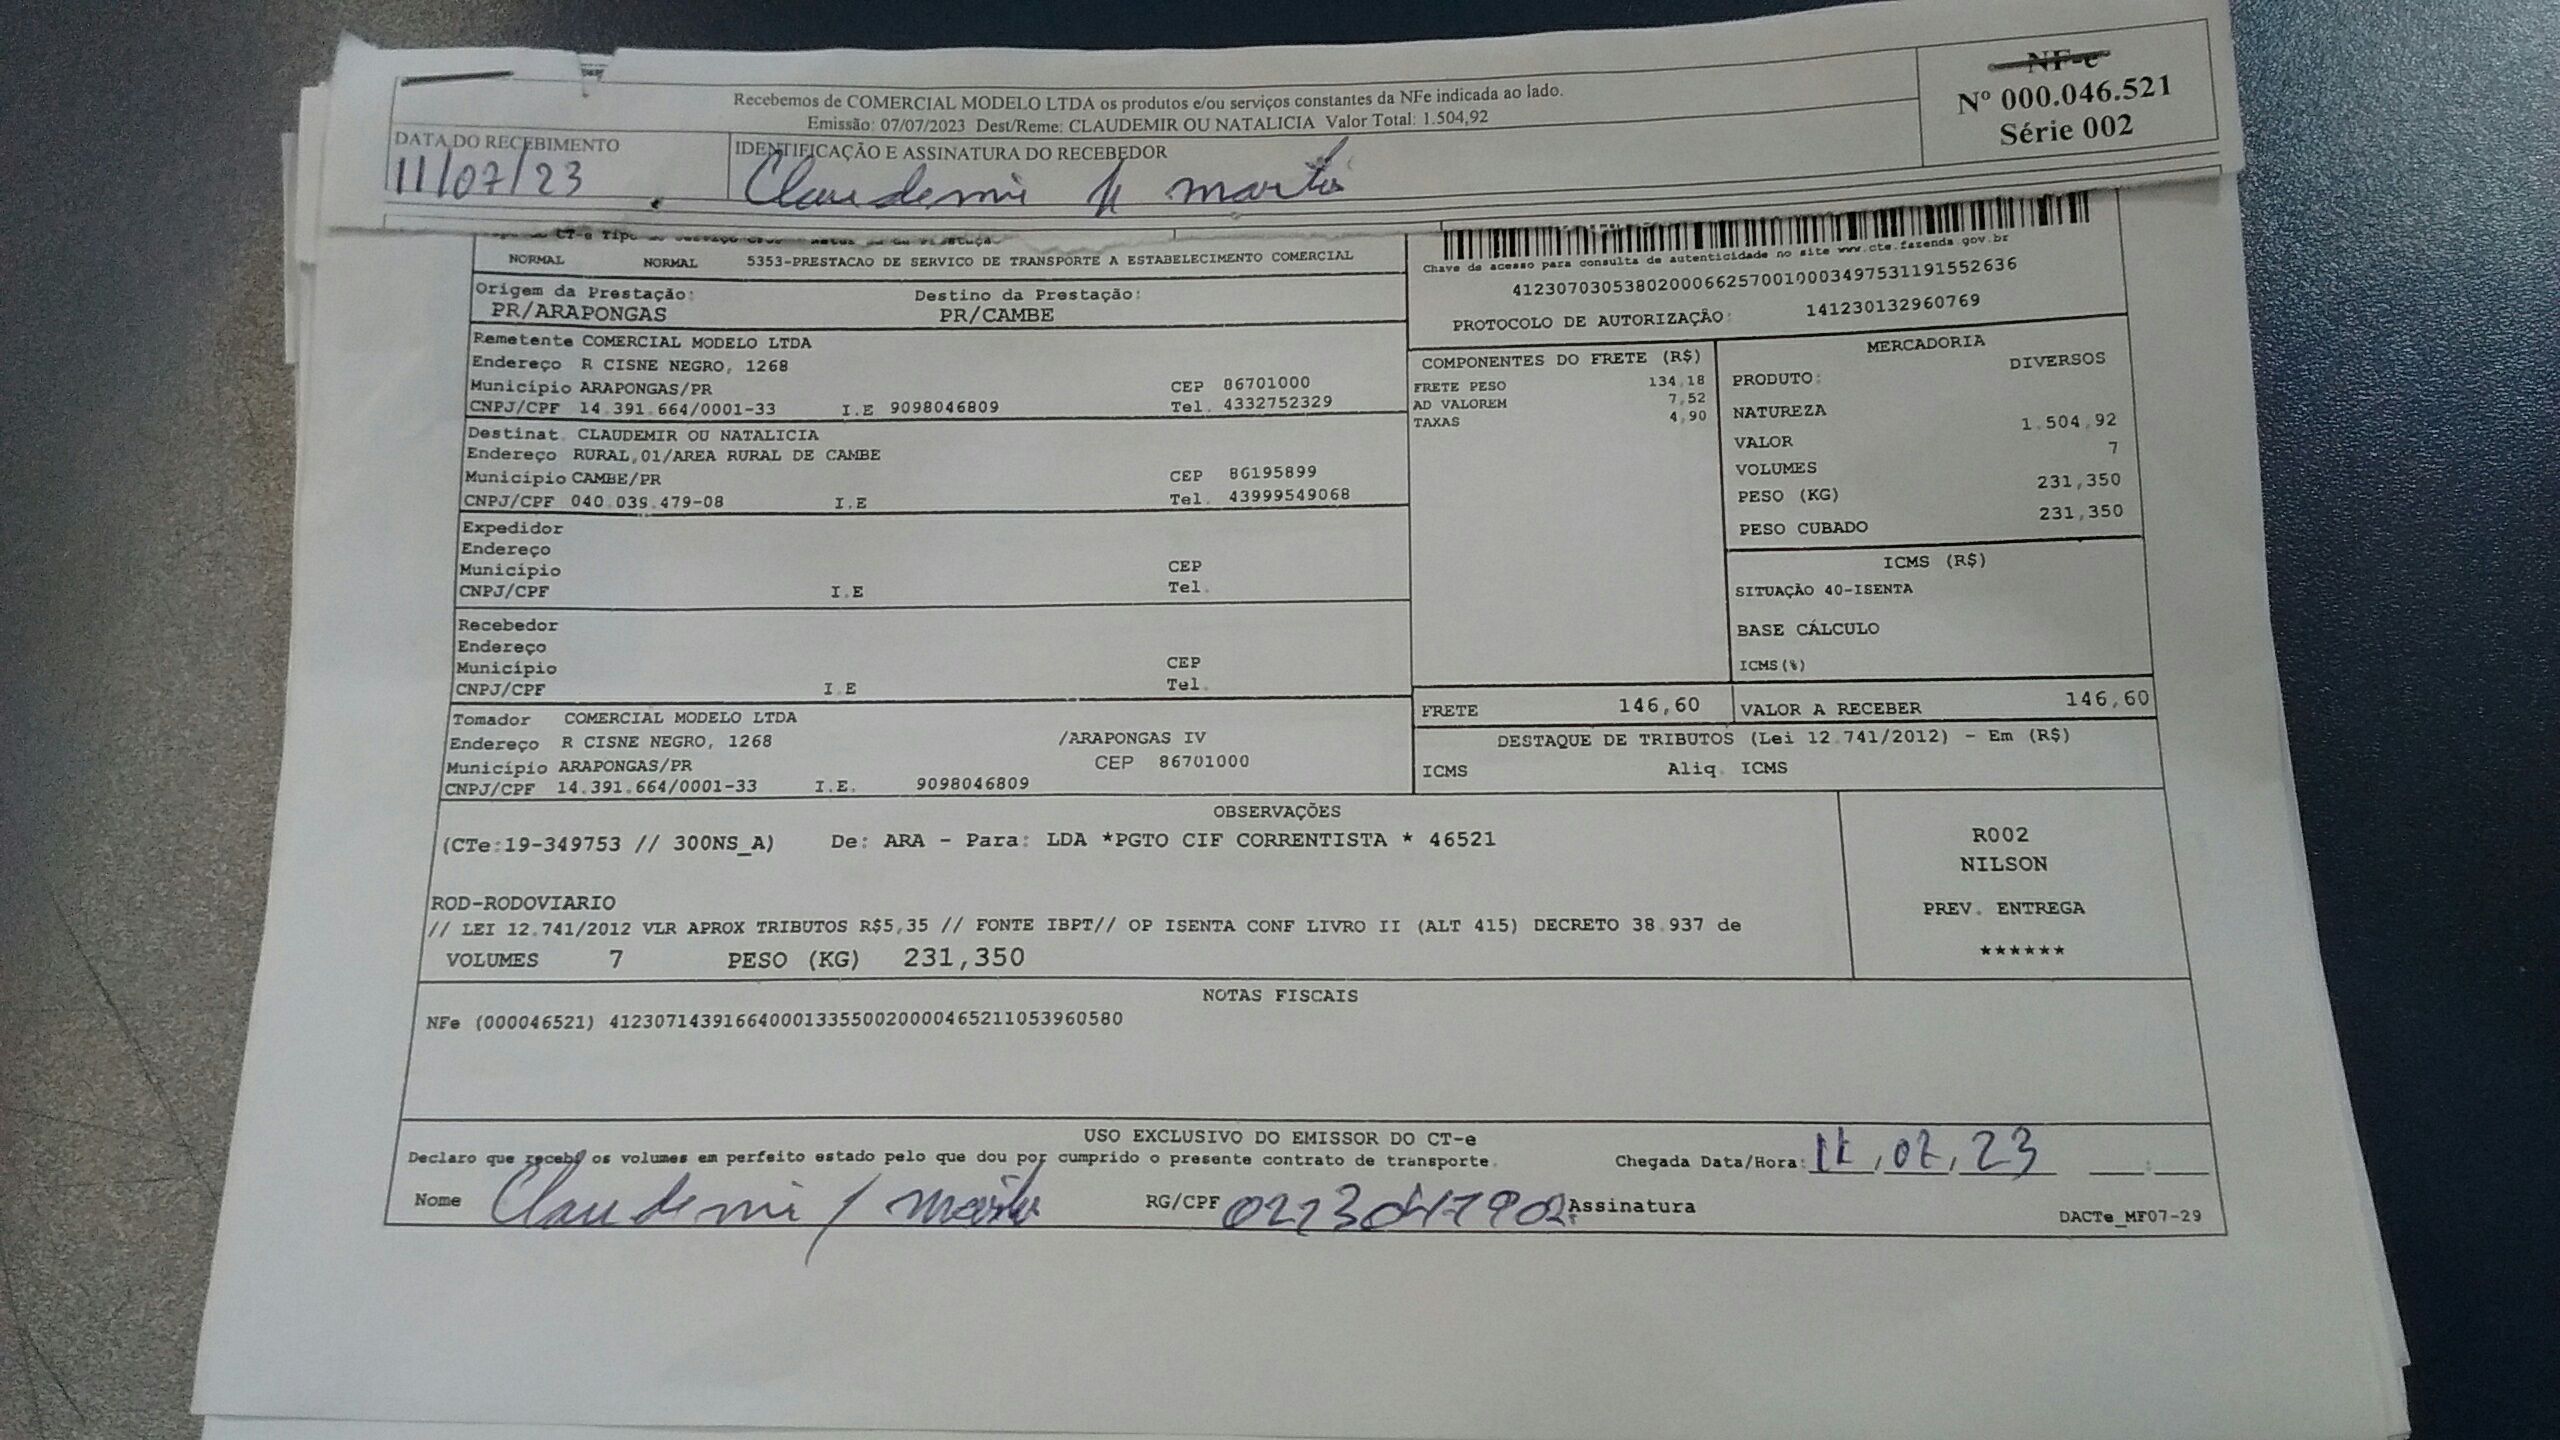 Recebemos de COMERCIAL MODELO LTDA os produtos e/ou serviços constantes da NFe indicada ao lado.
Emissão: 07/07/2023 Dest/Reme: CLAUDEMIR OU NATALICIA Valor Total: 1.504,92
NF-e
Nº 000.046.521
Série 002
DATA DO RECEBIMENTO
11/07/23
IDENTIFICAÇÃO E ASSINATURA DO RECEBEDOR
Claudemir
NORMAL NORMAL 5353-PRESTACAO DE SERVICO DE TRANSPORTE A ESTABELECIMENTO COMERCIAL
Origem da Prestação: Destino da Prestação:
PR/ARAPONGAS PR/CAMBE
Chave de acesso para consulta de autenticidade no site www.cte.fazenda.gov.br
41230703053802000662570010003497531191552636
PROTOCOLO DE AUTORIZAÇÃO: 141230132960769
Remetente COMERCIAL MODELO LTDA
Endereço R CISNE NEGRO, 1268
Município ARAPONGAS/PR CEP 86701000
CNPJ/CPF 14.391.664/0001-33 I.E 9098046809 Tel. 4332752329
Destinat. CLAUDEMIR OU NATALICIA
Endereço RURAL,01/AREA RURAL DE CAMBE
Município CAMBE/PR CEP 86195899
CNPJ/CPF 040.039.479-08 I.E Tel. 43999549068
Expedidor
Endereço
Município CEP
CNPJ/CPF I.E Tel.
Recebedor
Endereço
Município CEP
CNPJ/CPF I.E Tel.
Tomador COMERCIAL MODELO LTDA
Endereço R CISNE NEGRO, 1268 /ARAPONGAS IV
Município ARAPONGAS/PR CEP 86701000
CNPJ/CPF 14.391.664/0001-33 I.E. 9098046809
COMPONENTES DO FRETE (R$)
FRETE PESO 134,18
AD VALOREM 7,52
TAXAS 4,90
MERCADORIA
PRODUTO: DIVERSOS
NATUREZA
VALOR 1.504,92
VOLUMES 7
PESO (KG) 231,350
PESO CUBADO 231,350
ICMS (R$)
SITUAÇÃO 40-ISENTA
BASE CÁLCULO
ICMS(%)
FRETE 146,60 VALOR A RECEBER 146,60
DESTAQUE DE TRIBUTOS (Lei 12.741/2012) - Em (R$)
ICMS Aliq. ICMS
OBSERVAÇÕES
(CTe:19-349753 // 300NS_A) De: ARA - Para: LDA *PGTO CIF CORRENTISTA * 46521
ROD-RODOVIARIO
// LEI 12.741/2012 VLR APROX TRIBUTOS R$5,35 // FONTE IBPT// OP ISENTA CONF LIVRO II (ALT 415) DECRETO 38.937 de
VOLUMES 7 PESO (KG) 231,350
R002
NILSON
PREV. ENTREGA
******
NOTAS FISCAIS
NFe (000046521) 41230714391664000133550020000465211053960580
USO EXCLUSIVO DO EMISSOR DO CT-e
Declaro que recebi os volumes em perfeito estado pelo que dou por cumprido o presente contrato de transporte. Chegada Data/Hora: 11,07,23
Nome Claudemir RG/CPF Assinatura
DACTe_MF07-29